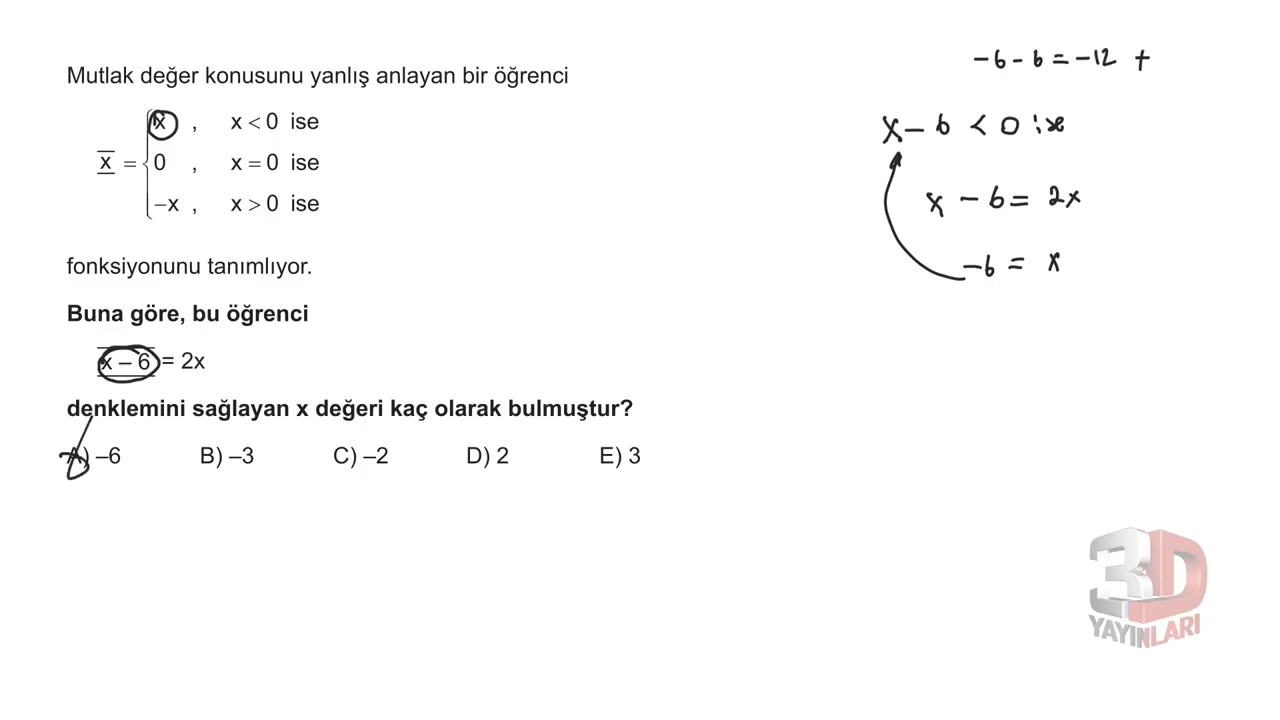 Mutlak değer konusunu yanlış anlayan bir öğrenci
x , x < 0 ise
x = 0 , x = 0 ise
–x , x > 0 ise
fonksiyonunu tanımlıyor.
Buna göre, bu öğrenci
x – 6 = 2x
denklemini sağlayan x değeri kaç olarak bulmuştur?
A) –6 B) –3 C) –2 D) 2 E) 3
-6 - 6 = -12 +
x - 6 < 0 ise
x - 6 = 2x
-6 = x
3D
YAYINLARI